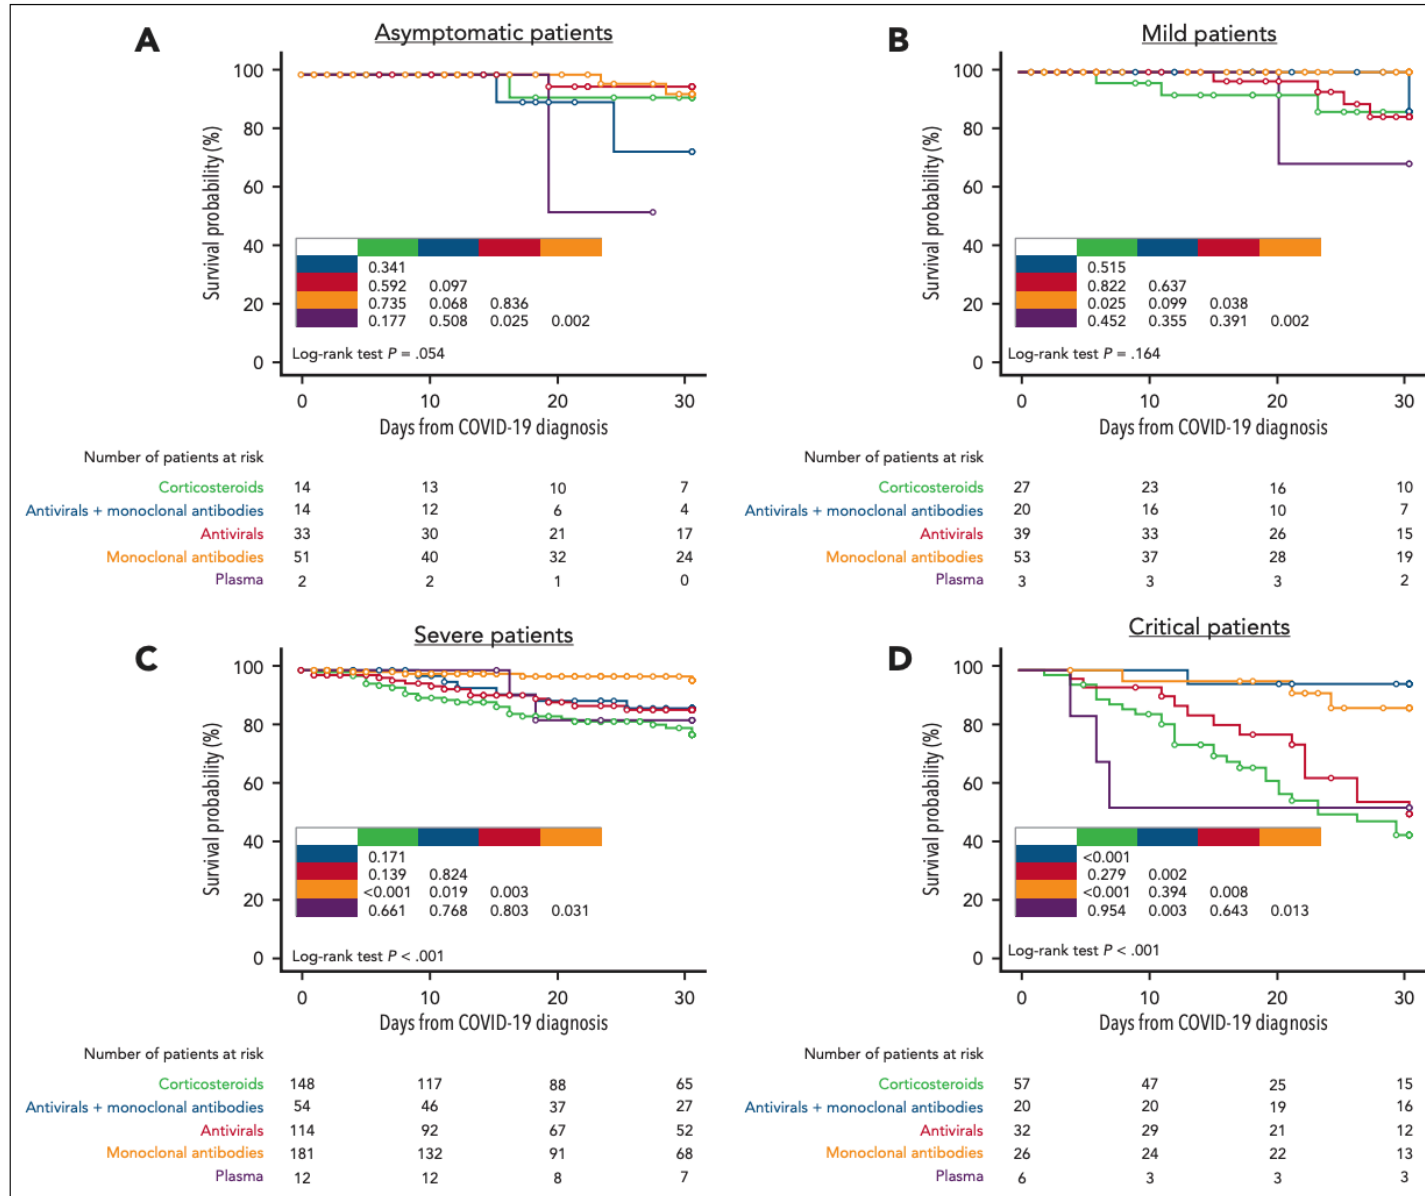 A
Asymptomatic patients
Survival probability (%)
100
80
60
40
20
0
0.341
0.592 0.097
0.735 0.068 0.836
0.177 0.508 0.025 0.002
Log-rank test P = .054
0 10 20 30
Days from COVID-19 diagnosis
Number of patients at risk
Corticosteroids 14 13 10 7
Antivirals + monoclonal antibodies 14 12 6 4
Antivirals 33 30 21 17
Monoclonal antibodies 51 40 32 24
Plasma 2 2 1 0
B
Mild patients
Survival probability (%)
100
80
60
40
20
0
0.515
0.822 0.637
0.025 0.099 0.038
0.452 0.355 0.391 0.002
Log-rank test P = .164
0 10 20 30
Days from COVID-19 diagnosis
Number of patients at risk
Corticosteroids 27 23 16 10
Antivirals + monoclonal antibodies 20 16 10 7
Antivirals 39 33 26 15
Monoclonal antibodies 53 37 28 19
Plasma 3 3 3 2
C
Severe patients
Survival probability (%)
100
80
60
40
20
0
0.171
0.139 0.824
<0.001 0.019 0.003
0.661 0.768 0.803 0.031
Log-rank test P < .001
0 10 20 30
Days from COVID-19 diagnosis
Number of patients at risk
Corticosteroids 148 117 88 65
Antivirals + monoclonal antibodies 54 46 37 27
Antivirals 114 92 67 52
Monoclonal antibodies 181 132 91 68
Plasma 12 12 8 7
D
Critical patients
Survival probability (%)
100
80
60
40
20
0
<0.001
0.279 0.002
<0.001 0.394 0.008
0.954 0.003 0.643 0.013
Log-rank test P < .001
0 10 20 30
Days from COVID-19 diagnosis
Number of patients at risk
Corticosteroids 57 47 25 15
Antivirals + monoclonal antibodies 20 20 19 16
Antivirals 32 29 21 12
Monoclonal antibodies 26 24 22 13
Plasma 6 3 3 3